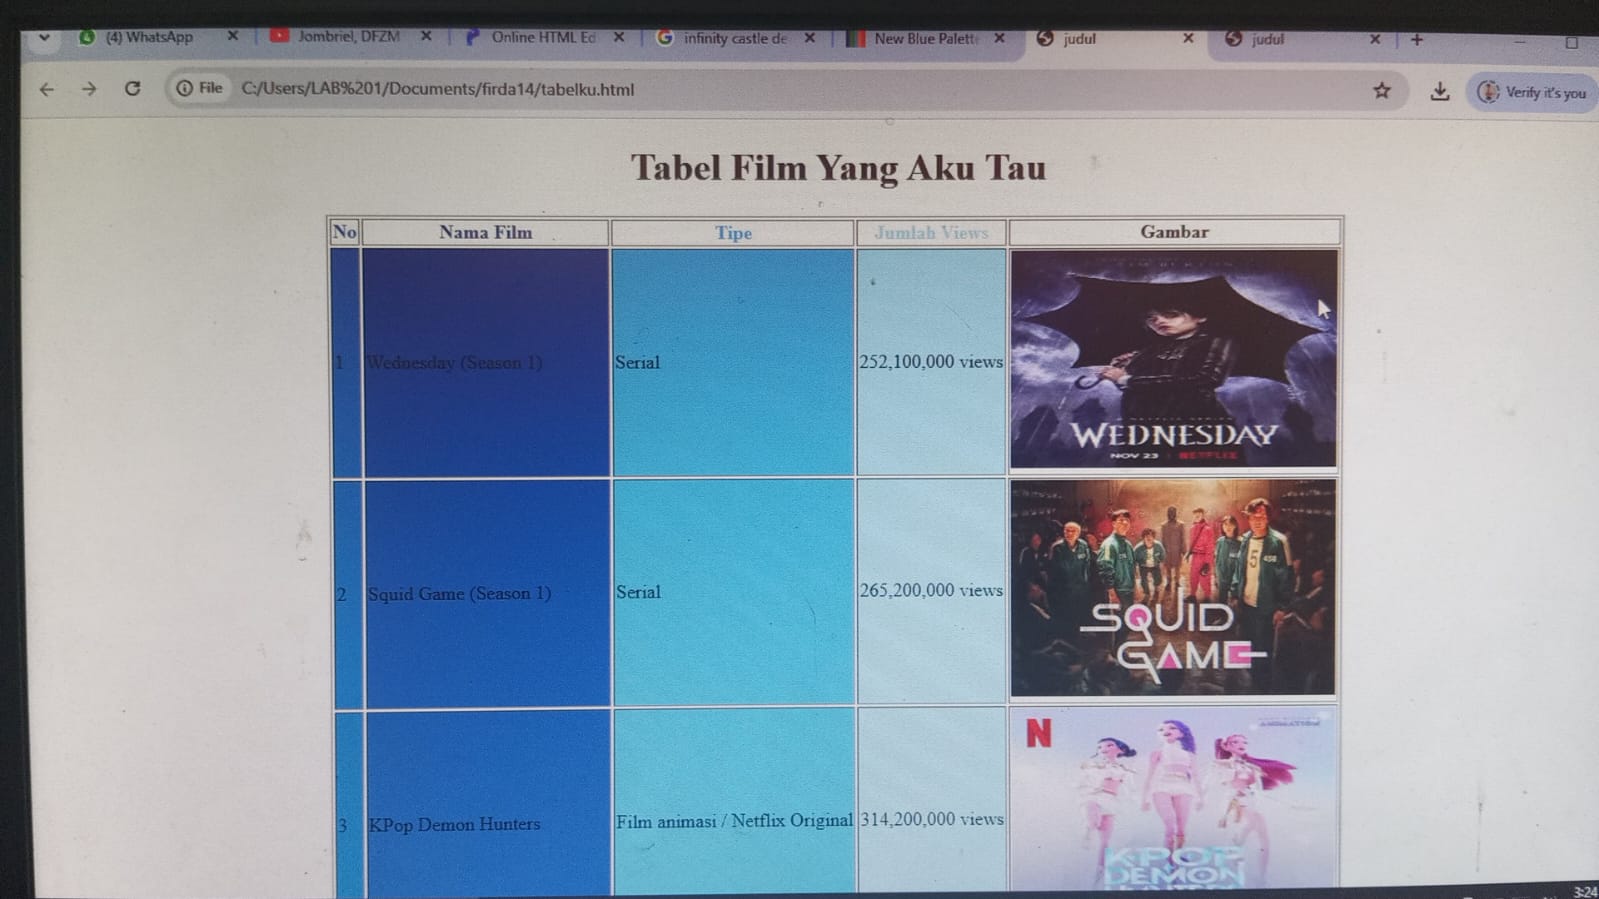 (4) WhatsApp
Jombriel, DFZM
Online HTML Ed
infinity castle de
New Blue Palett
judul
judul
File
C:/Users/LAB%201/Documents/firda14/tabelku.html
Verify it's you
Tabel Film Yang Aku Tau
No Nama Film Tipe Jumlah Views Gambar
1 Wednesday (Season 1) Serial 252,100,000 views
WEDNESDAY
NOV 23 NETFLIX
2 Squid Game (Season 1) Serial 265,200,000 views
5 456
SQUID
GAME
3 KPop Demon Hunters Film animasi / Netflix Original 314,200,000 views
N
KPOP
DEMON
3:24